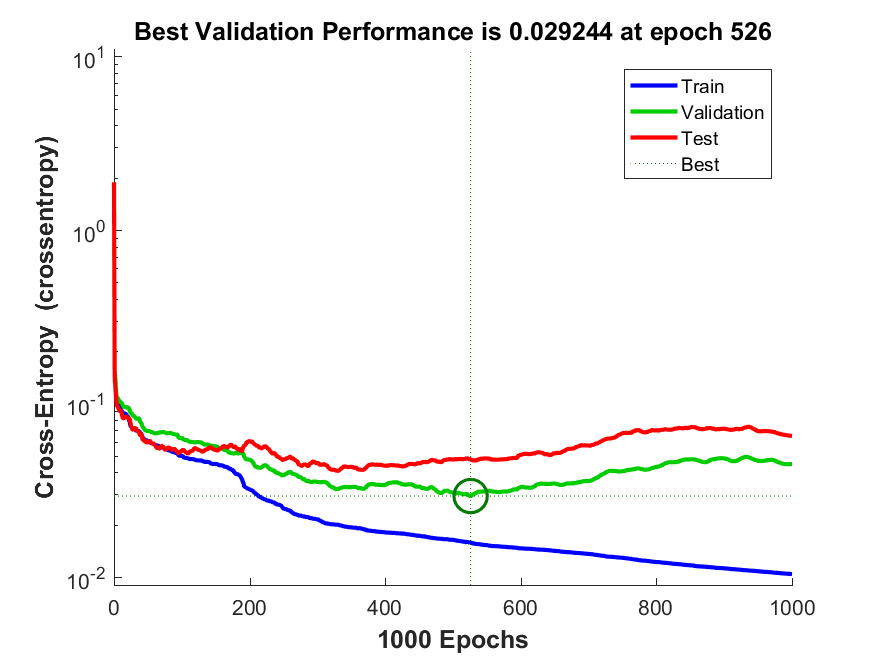 Best Validation Performance is 0.029244 at epoch 526
Cross-Entropy (crossentropy)
10^1
10^0
10^-1
10^-2
Train
Validation
Test
Best
0 200 400 600 800 1000
1000 Epochs